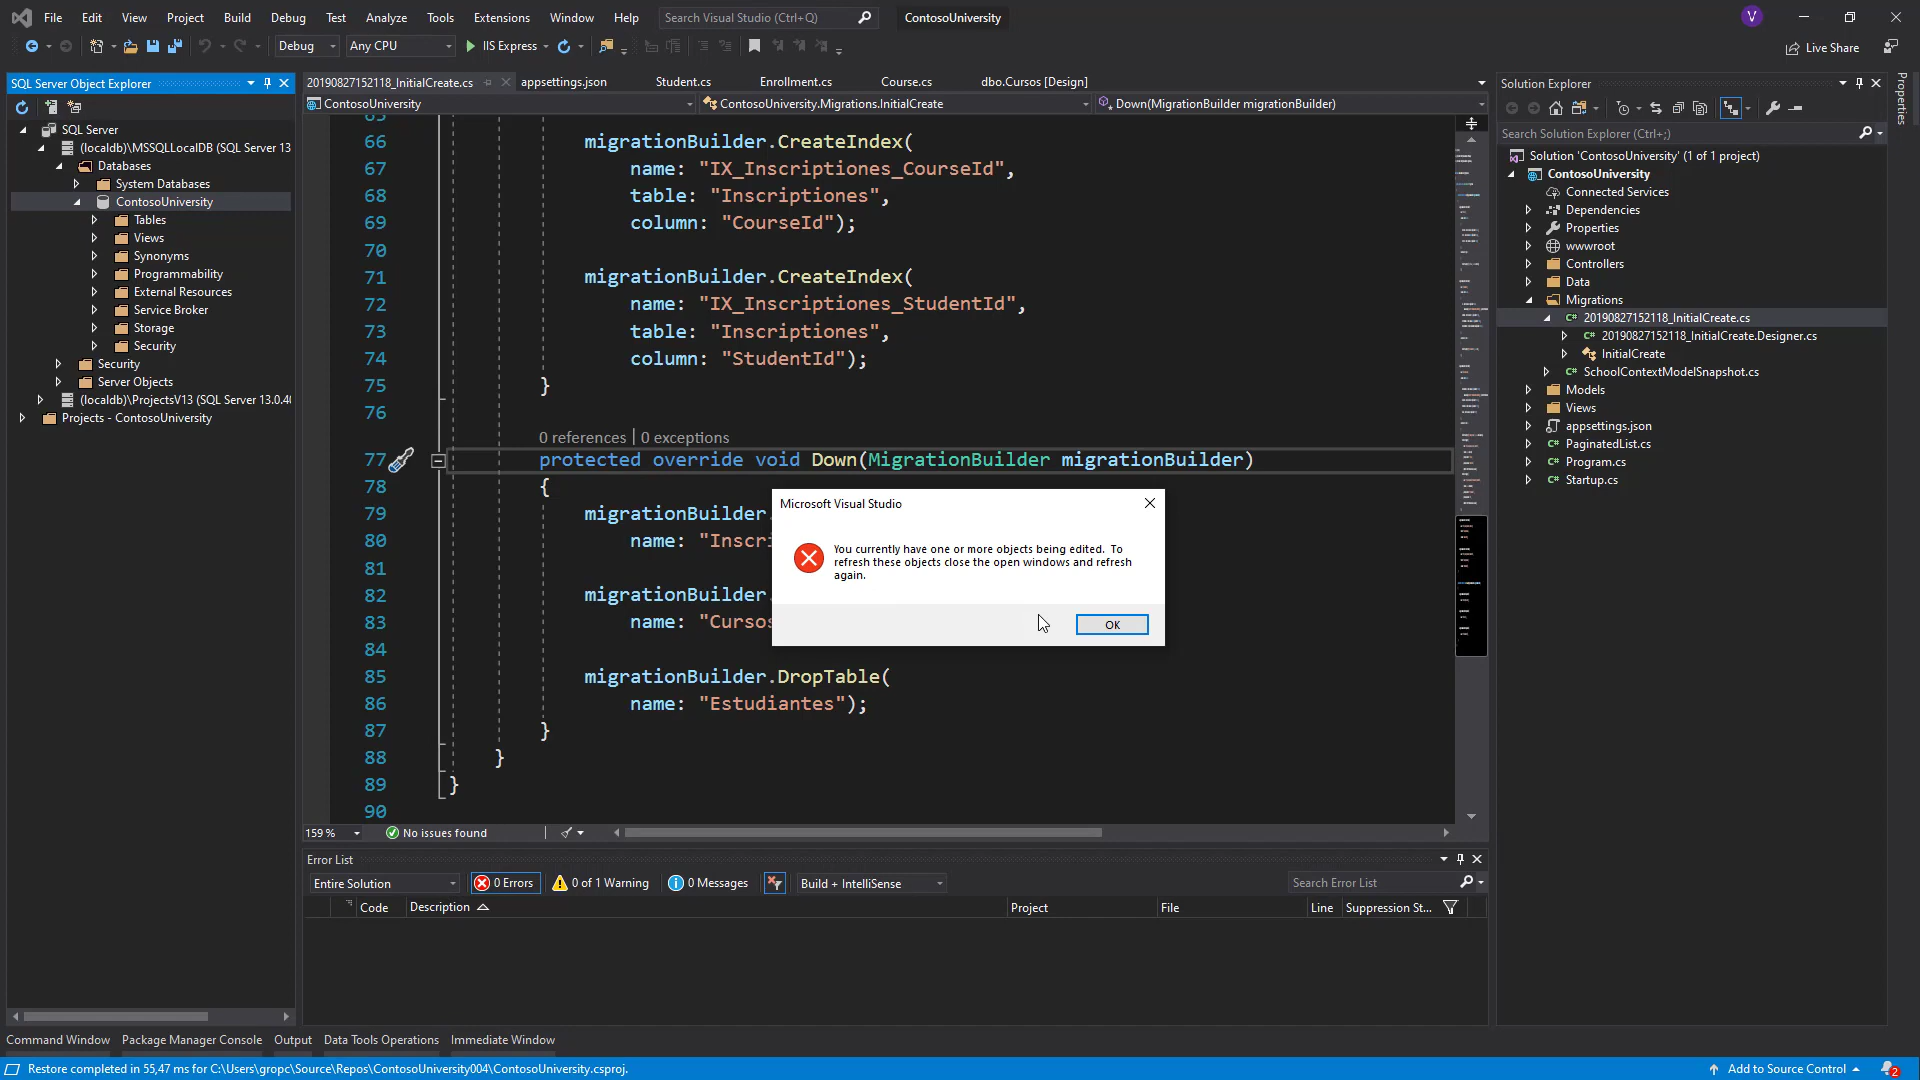 File Edit View Project Build Debug Test Analyze Tools Extensions Window Help Search Visual Studio (Ctrl+Q) ContosoUniversity V
Debug Any CPU IIS Express Live Share
SQL Server Object Explorer
SQL Server
(localdb)\MSSQLLocalDB (SQL Server 13
Databases
System Databases
ContosoUniversity
Tables
Views
Synonyms
Programmability
External Resources
Service Broker
Storage
Security
Security
Server Objects
(localdb)\ProjectsV13 (SQL Server 13.0.40
Projects - ContosoUniversity
20190827152118_InitialCreate.cs appsettings.json Student.cs Enrollment.cs Course.cs dbo.Cursos [Design]
ContosoUniversity ContosoUniversity.Migrations.InitialCreate Down(MigrationBuilder migrationBuilder)
65
66 migrationBuilder.CreateIndex(
67 name: "IX_Inscriptiones_CourseId",
68 table: "Inscriptiones",
69 column: "CourseId");
70
71 migrationBuilder.CreateIndex(
72 name: "IX_Inscriptiones_StudentId",
73 table: "Inscriptiones",
74 column: "StudentId");
75 }
76
0 references | 0 exceptions
77 protected override void Down(MigrationBuilder migrationBuilder)
78 {
79 migrationBuilder.
80 name: "Inscri
81
82 migrationBuilder.
83 name: "Cursos
84
85 migrationBuilder.DropTable(
86 name: "Estudiantes");
87 }
88 }
89 }
90
Microsoft Visual Studio
You currently have one or more objects being edited. To
refresh these objects close the open windows and refresh
again.
OK
159 % No issues found
Error List
Entire Solution 0 Errors 0 of 1 Warning 0 Messages Build + IntelliSense Search Error List
Code Description Project File Line Suppression St...
Solution Explorer
Search Solution Explorer (Ctrl+;)
Solution 'ContosoUniversity' (1 of 1 project)
ContosoUniversity
Connected Services
Dependencies
Properties
wwwroot
Controllers
Data
Migrations
20190827152118_InitialCreate.cs
20190827152118_InitialCreate.Designer.cs
InitialCreate
SchoolContextModelSnapshot.cs
Models
Views
appsettings.json
PaginatedList.cs
Program.cs
Startup.cs
Properties
Command Window Package Manager Console Output Data Tools Operations Immediate Window
Restore completed in 55,47 ms for C:\Users\gropc\Source\Repos\ContosoUniversity004\ContosoUniversity.csproj. Add to Source Control 2